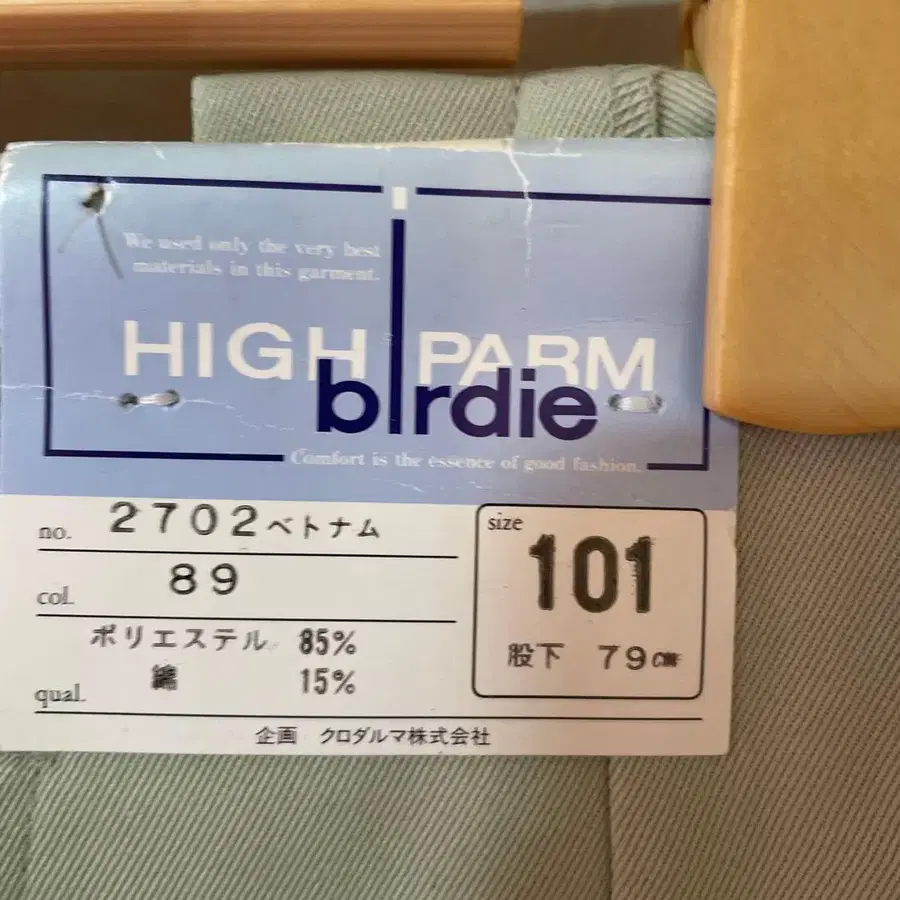 We used only the very best
materials in this garment.
HIGH PARM
birdie
Comfort is the essence of good fashion.
no. 2702ベトナム
col. 89
ポリエステル 85%
綿 15%
qual.
size
101
股下 79cm
企画 クロダルマ株式会社